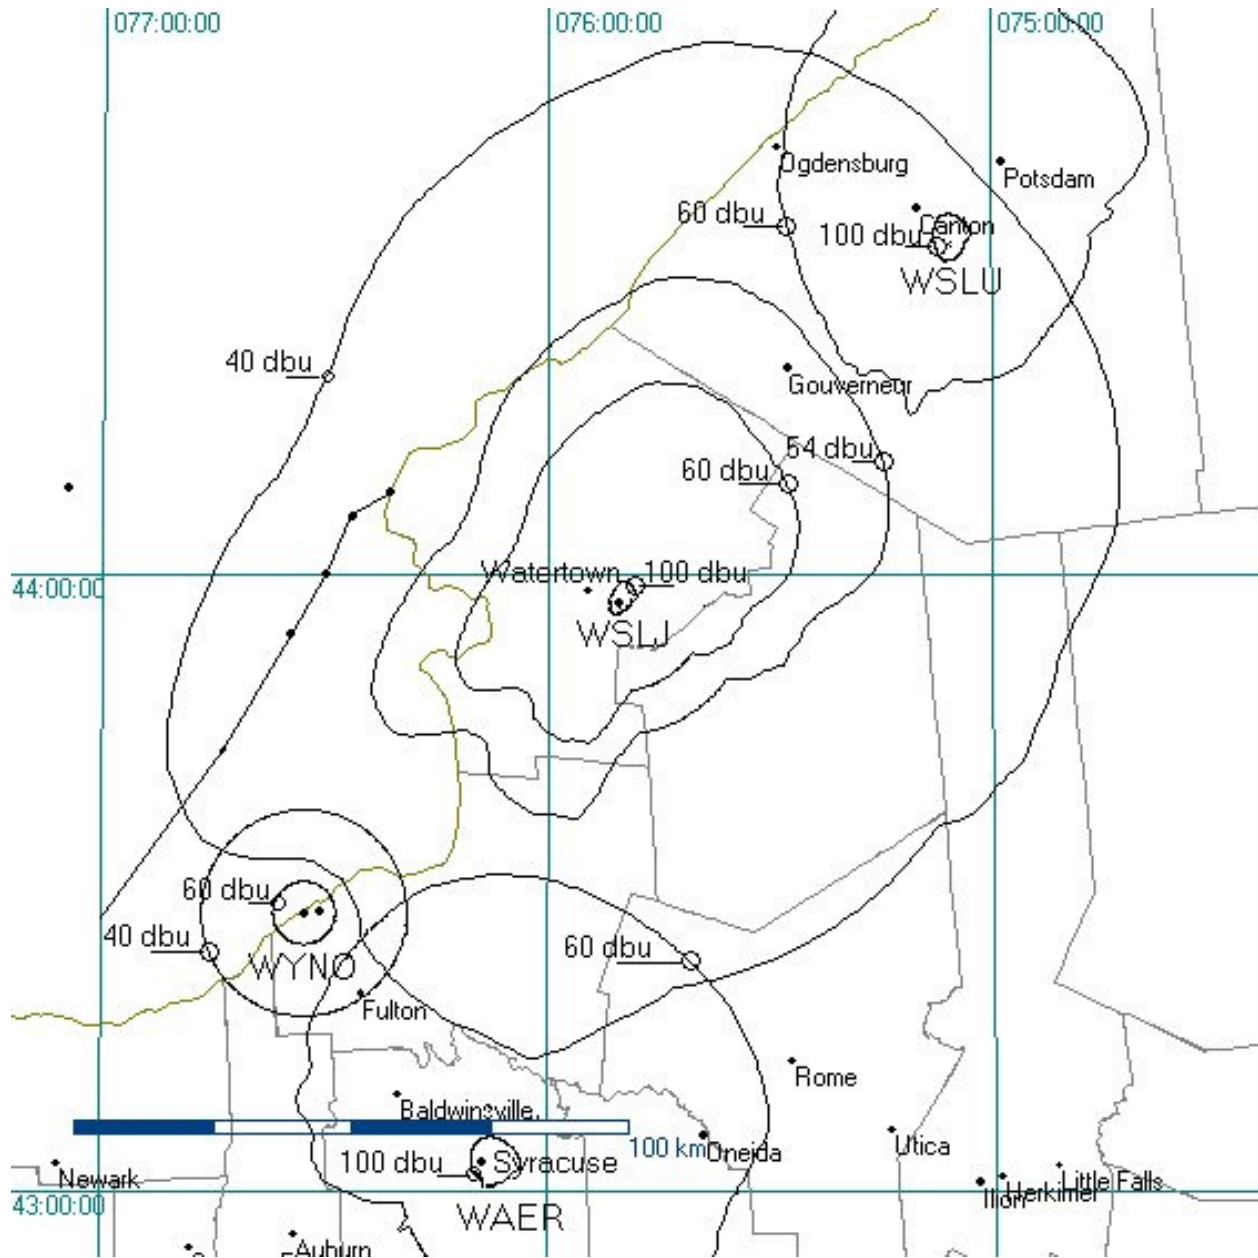 077:00:00
076:00:00
075:00:00
Ogdensburg
Potsdam
60 dbu
100 dbu
Canton
WSLU
40 dbu
Gouverneur
54 dbu
60 dbu
Watertown
100 dbu
44:00:00
WSLJ
60 dbu
40 dbu
WYNO
60 dbu
Fulton
Rome
Baldwinsville
100 km
Oneida
Utica
100 dbu
Syracuse
Newark
Little Falls
Herkimer
Ilion
43:00:00
WAER
Auburn